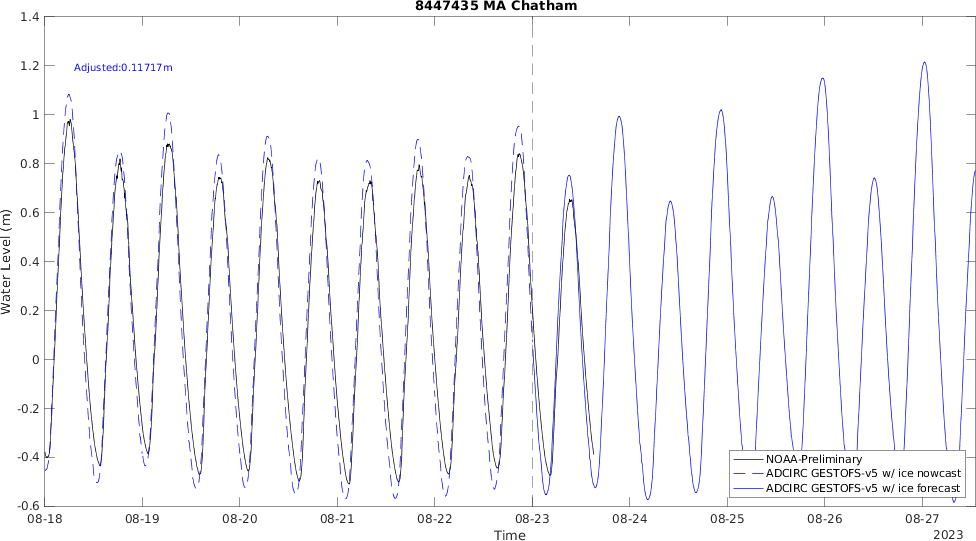 8447435 MA Chatham
Adjusted:0.11717m
Water Level (m)
1.4
1.2
1
0.8
0.6
0.4
0.2
0
-0.2
-0.4
-0.6
08-18 08-19 08-20 08-21 08-22 08-23 08-24 08-25 08-26 08-27
Time
2023
NOAA-Preliminary
ADCIRC GESTOFS-v5 w/ ice nowcast
ADCIRC GESTOFS-v5 w/ ice forecast